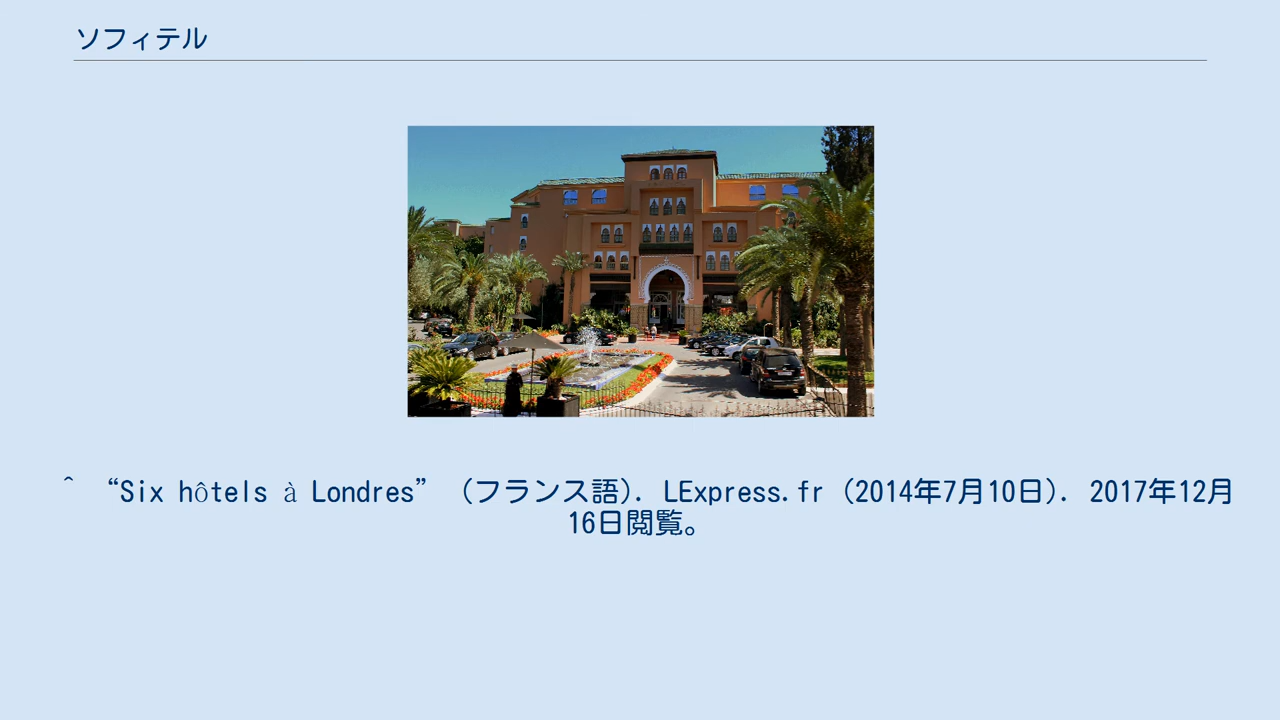 ソフィテル
^ “Six hôtels à Londres” (フランス語). LExpress.fr (2014年7月10日). 2017年12月
16日閲覧。